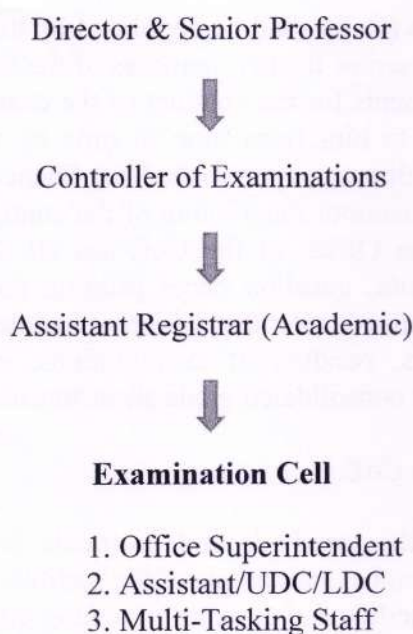 Director & Senior Professor
Controller of Examinations
Assistant Registrar (Academic)
Examination Cell
1. Office Superintendent
2. Assistant/UDC/LDC
3. Multi-Tasking Staff